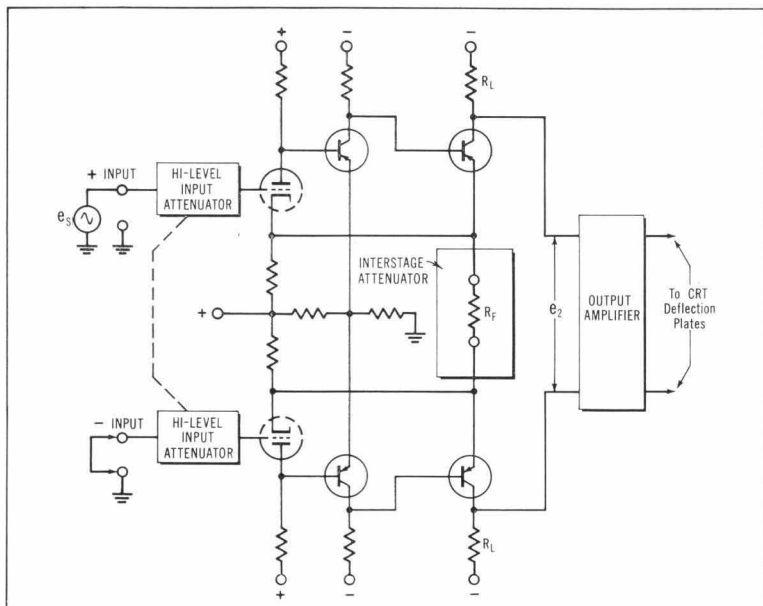 + − −
R_L
+ INPUT
HI-LEVEL
INPUT
ATTENUATOR
e_S
INTERSTAGE
ATTENUATOR
R_F
+
e_2
OUTPUT
AMPLIFIER
To CRT
Deflection
Plates
− INPUT
HI-LEVEL
INPUT
ATTENUATOR
R_L
+ − −